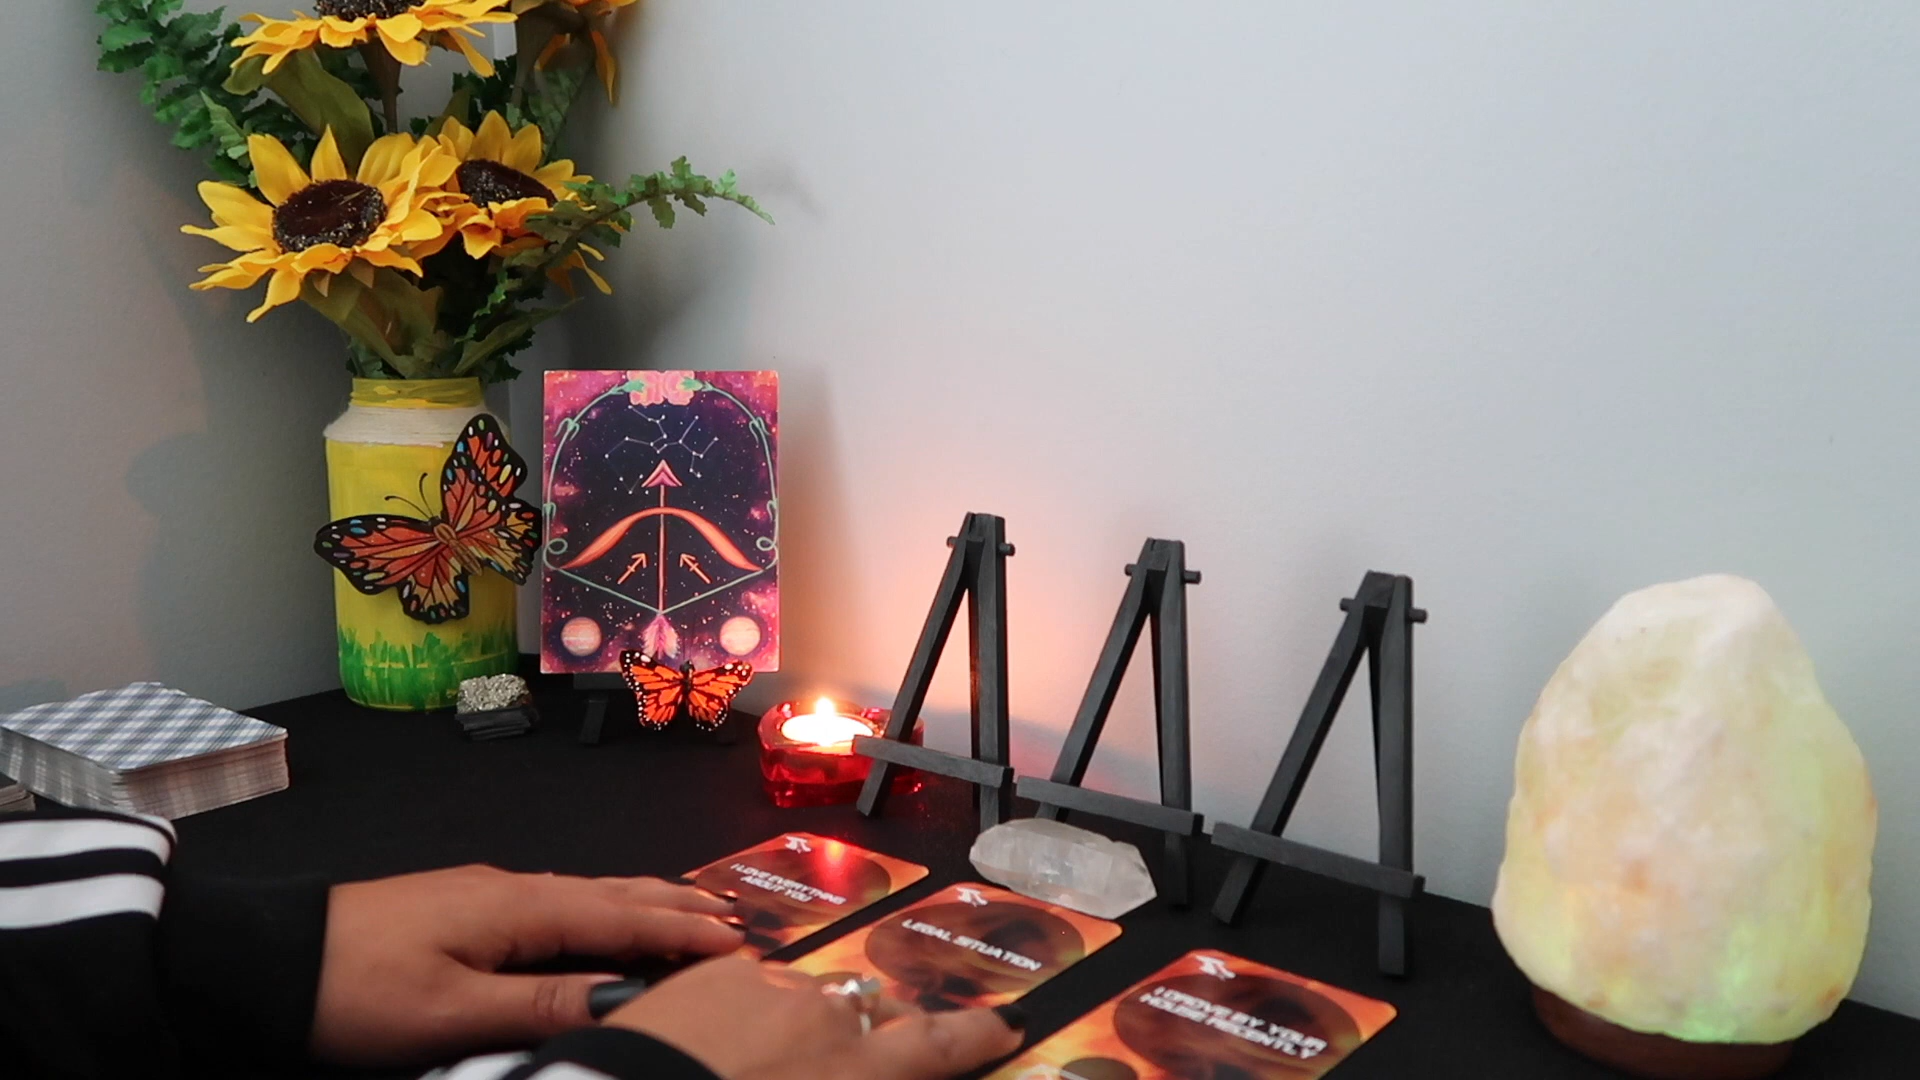 I LOVE EVERYTHING
ABOUT YOU
LEGAL SITUATION
I DROVE BY YOUR
HOUSE RECENTLY